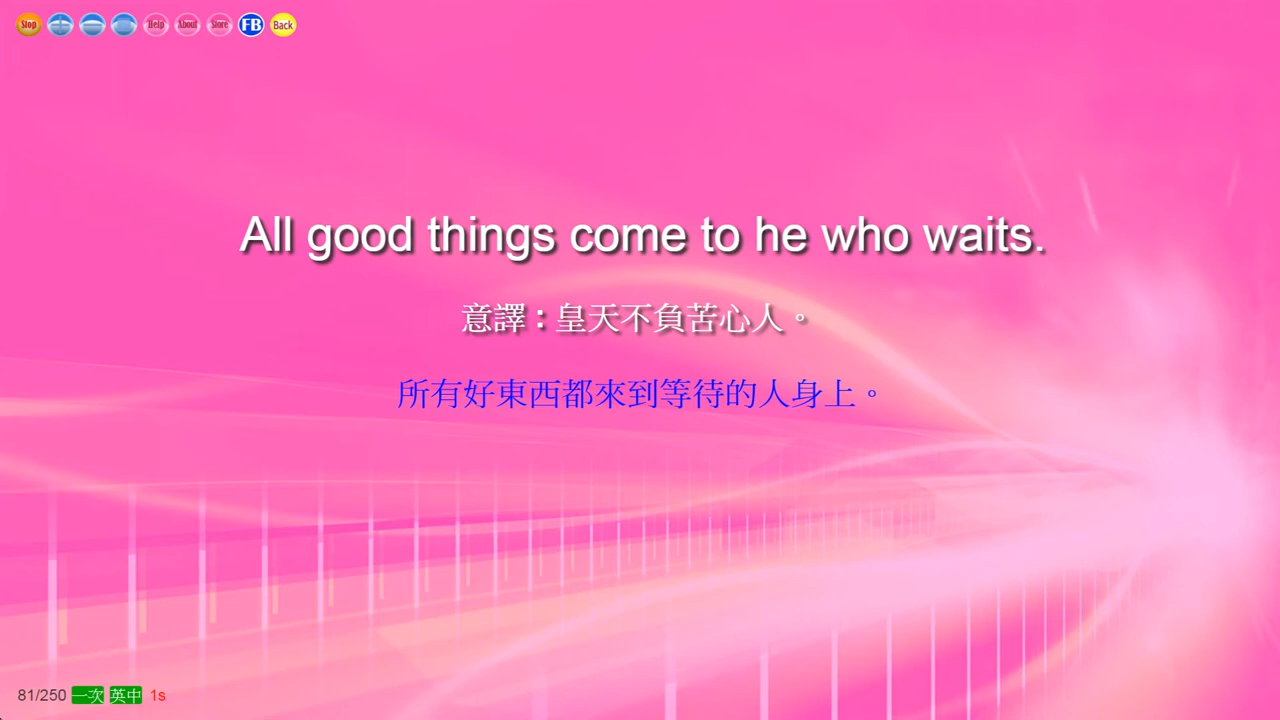 Stop Help About Store FB Back
All good things come to he who waits.
意譯：皇天不負苦心人。
所有好東西都來到等待的人身上。
81/250 一次 英中 1s